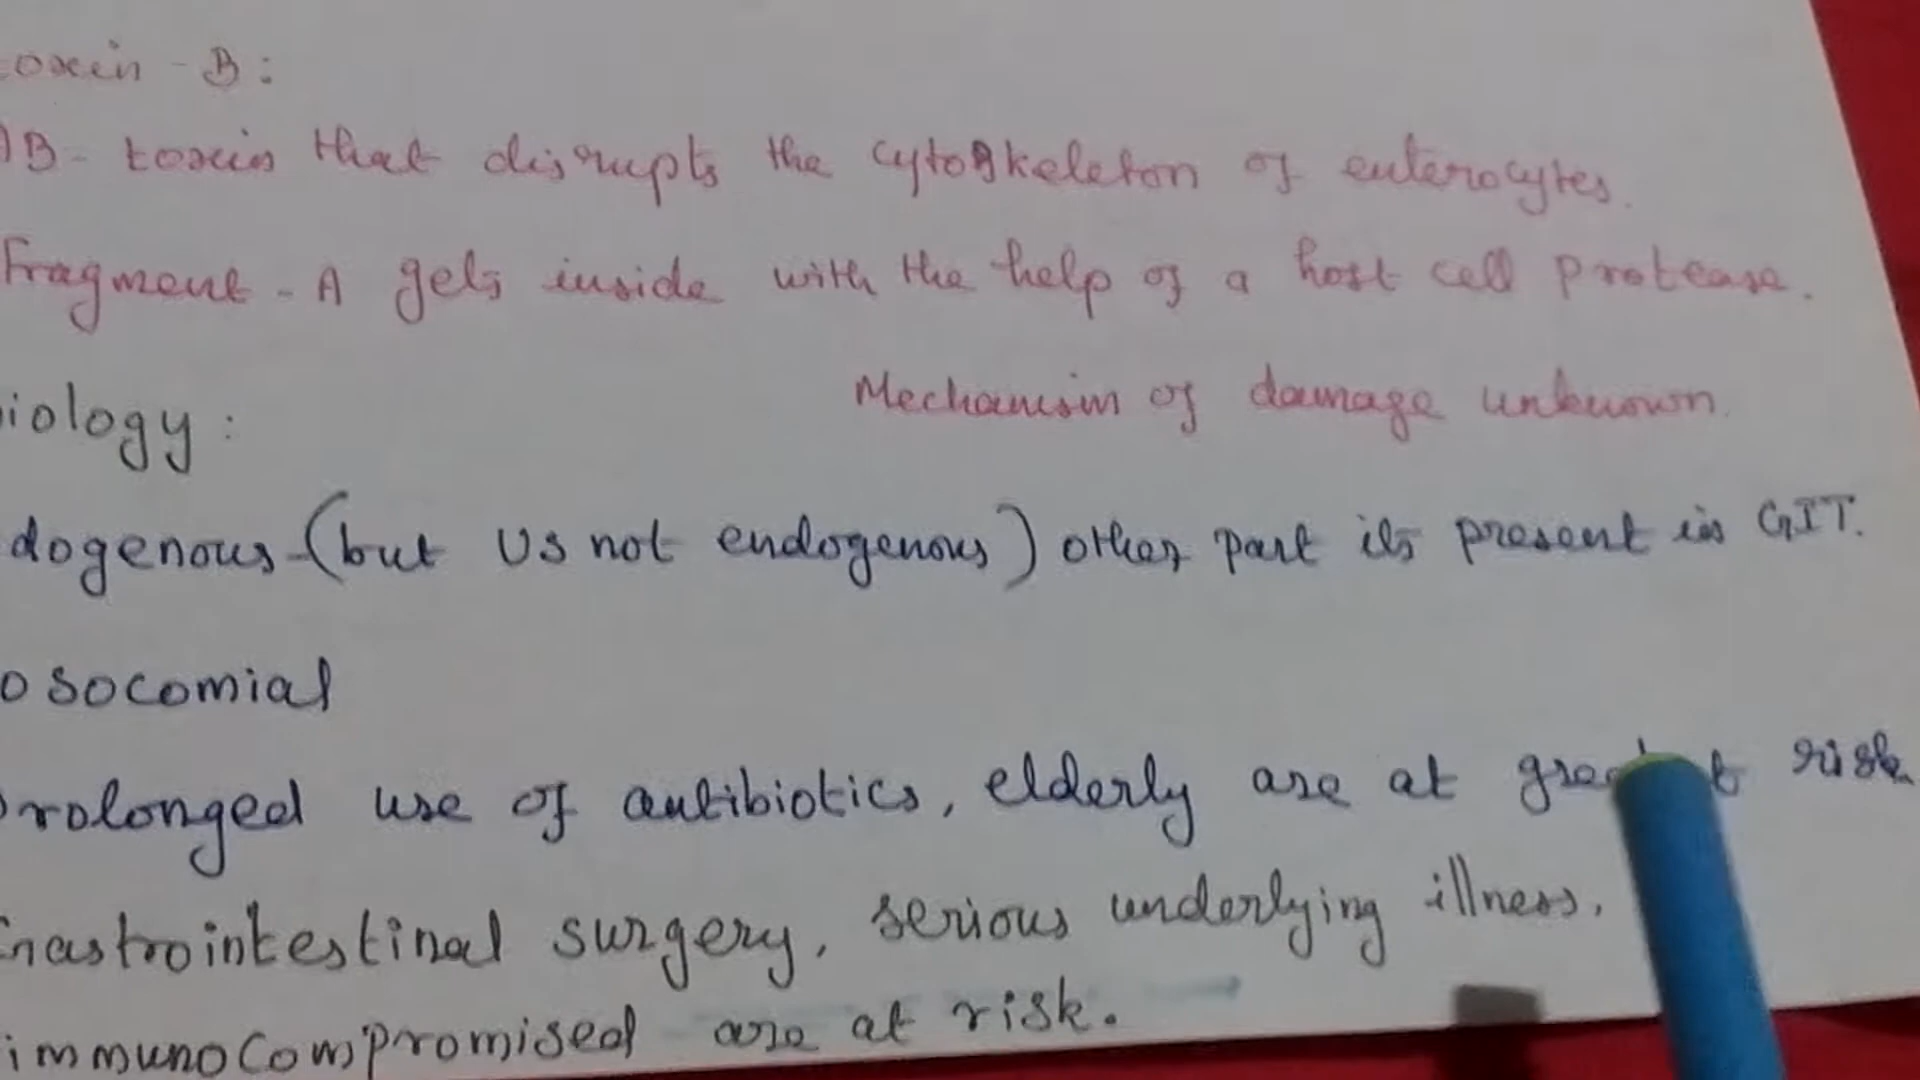 oxin - B:
B - toxin that disrupts the cytoskeleton of enterocytes.
Fragment - A gets inside with the help of a host cell protease.
Mechanism of damage unknown.
iology :
dogenous - (but Us not endogenous) other part its present in GIT.
osocomial
rolonged use of antibiotics, elderly are at risk
Gastrointestinal surgery, serious underlying illness.
immunocompromised are at risk.